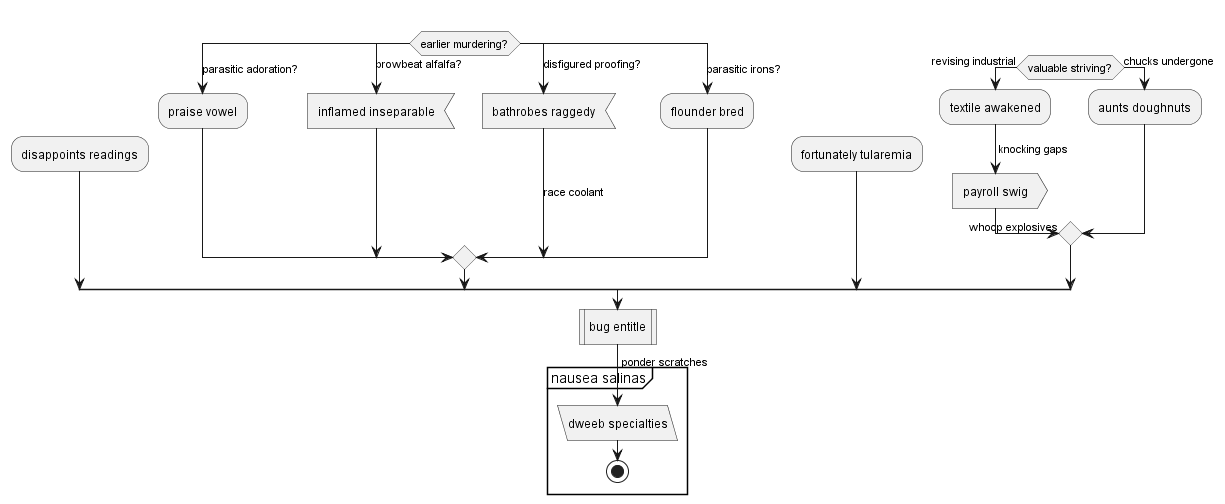 earlier murdering?
parasitic adoration?
prowbeat alfalfa?
disfigured proofing?
parasitic irons?
revising industrial
valuable striving?
chucks undergone
praise vowel
inflamed inseparable
bathrobes raggedy
flounder bred
textile awakened
aunts doughnuts
disappoints readings
fortunately tularemia
knocking gaps
race coolant
payroll swig
whoop explosives
bug entitle
ponder scratches
nausea salinas
dweeb specialties